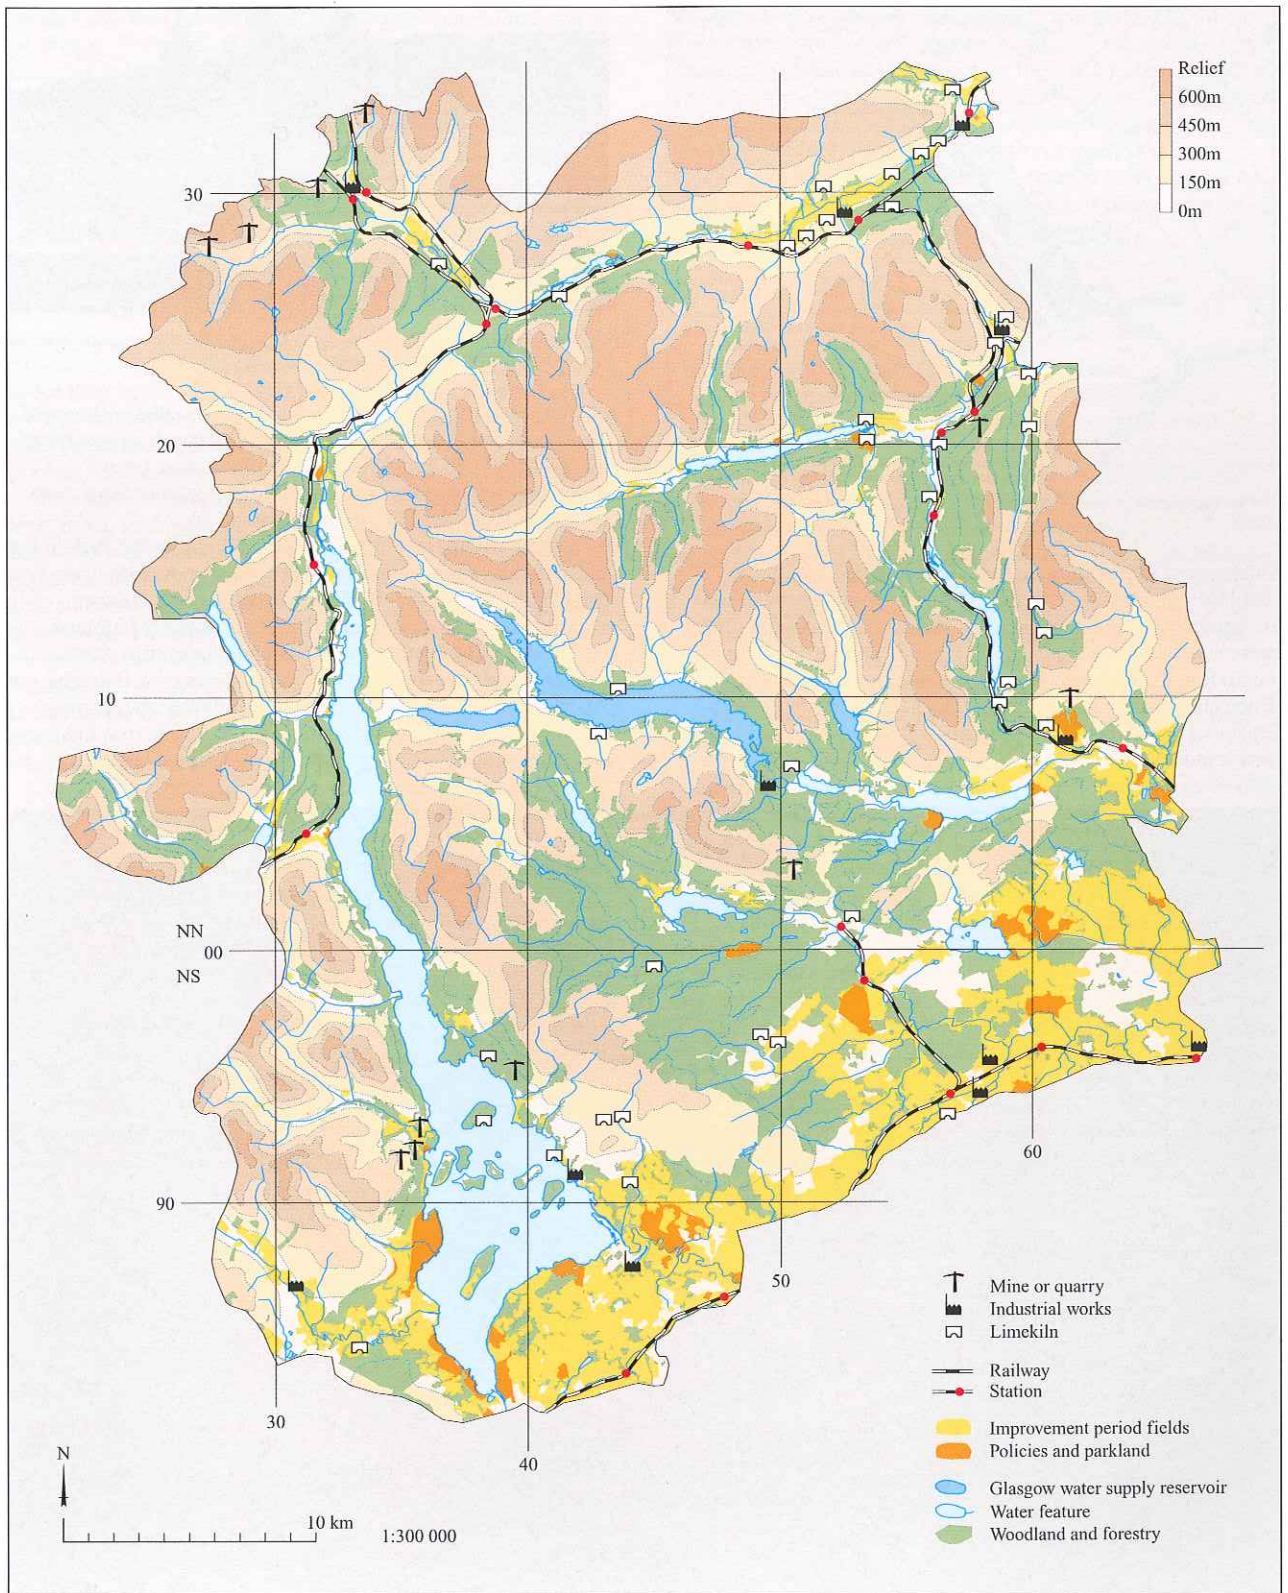 Relief
600m
450m
300m
150m
0m
30
20
10
NN
00
NS
90
60
50
30
40
Mine or quarry
Industrial works
Limekiln
Railway
Station
Improvement period fields
Policies and parkland
Glasgow water supply reservoir
Water feature
Woodland and forestry
N
10 km
1:300 000